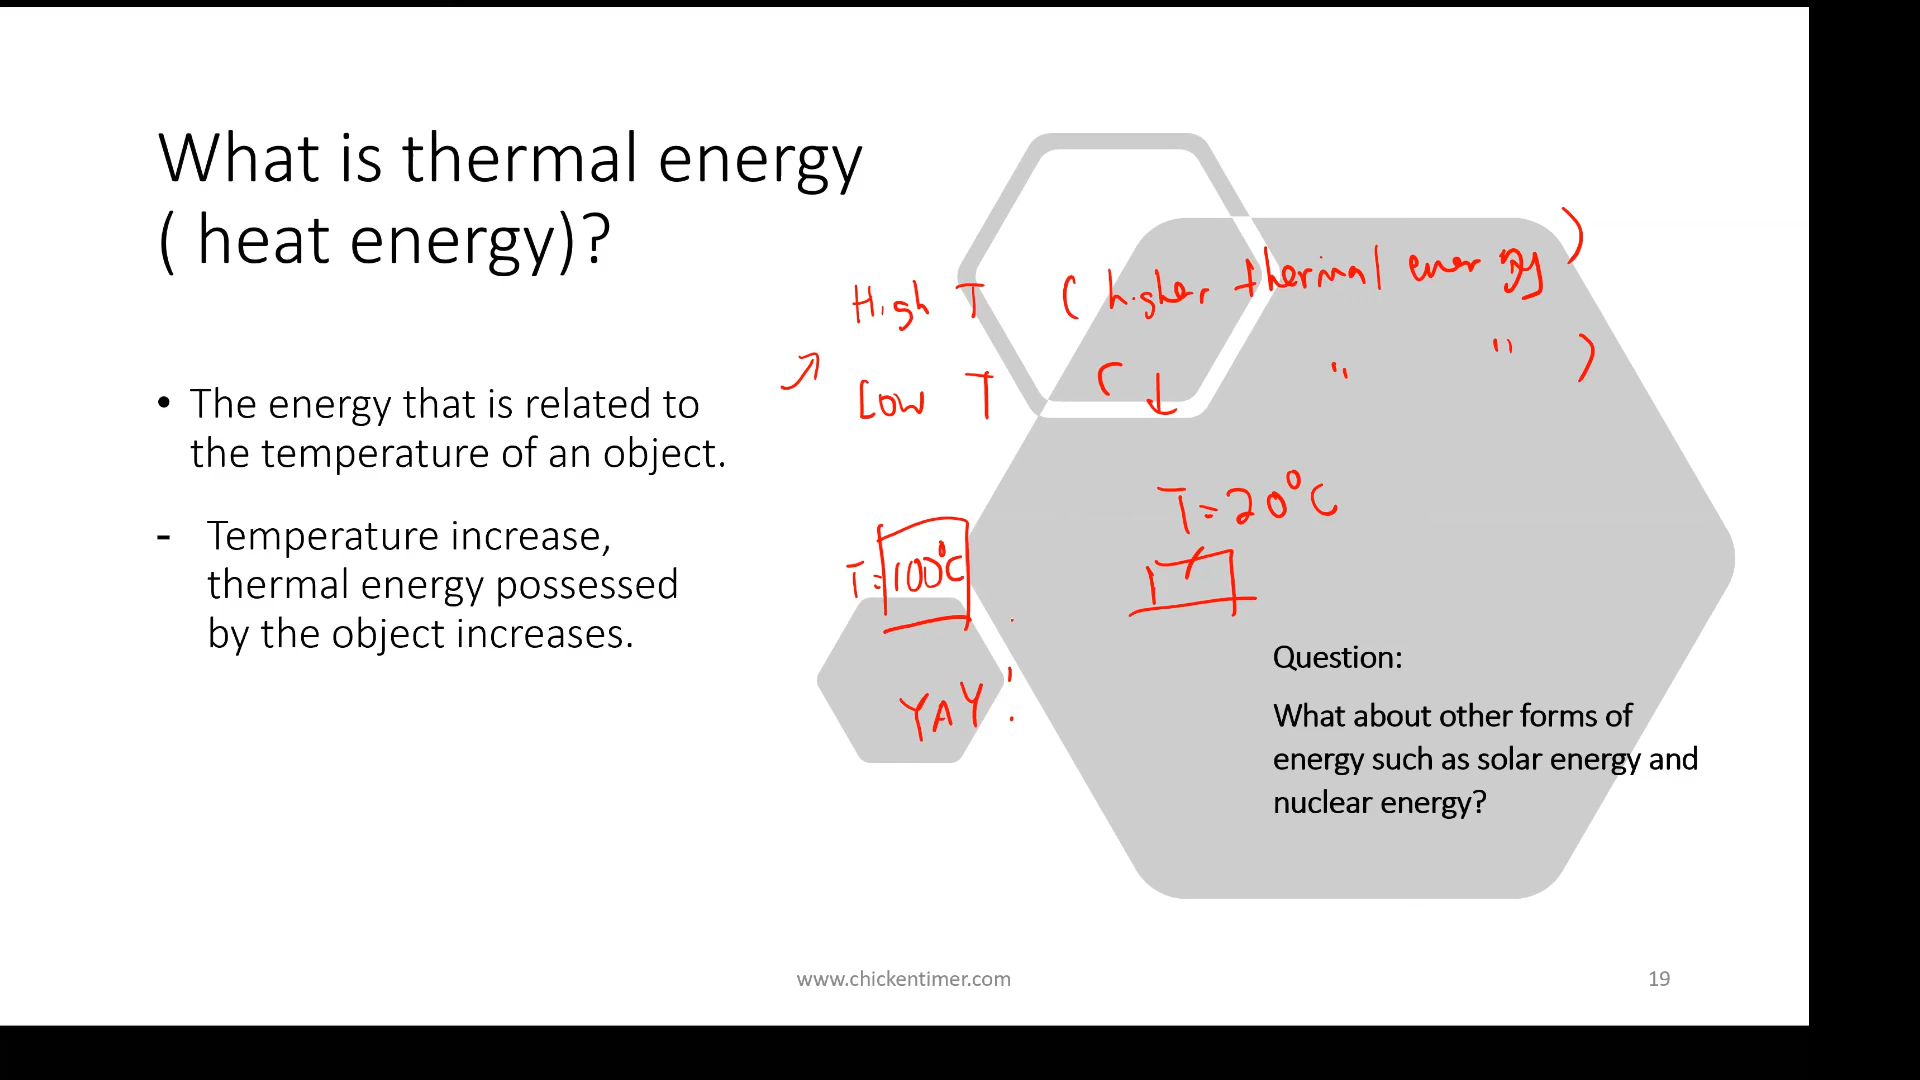 What is thermal energy
( heat energy)?
• The energy that is related to
the temperature of an object.
- Temperature increase,
thermal energy possessed
by the object increases.
High T ( higher thermal energy )
Low T ( ↓ " " )
T = 100°C
T = 20°C
YAY!
Question:
What about other forms of
energy such as solar energy and
nuclear energy?
www.chickentimer.com
19